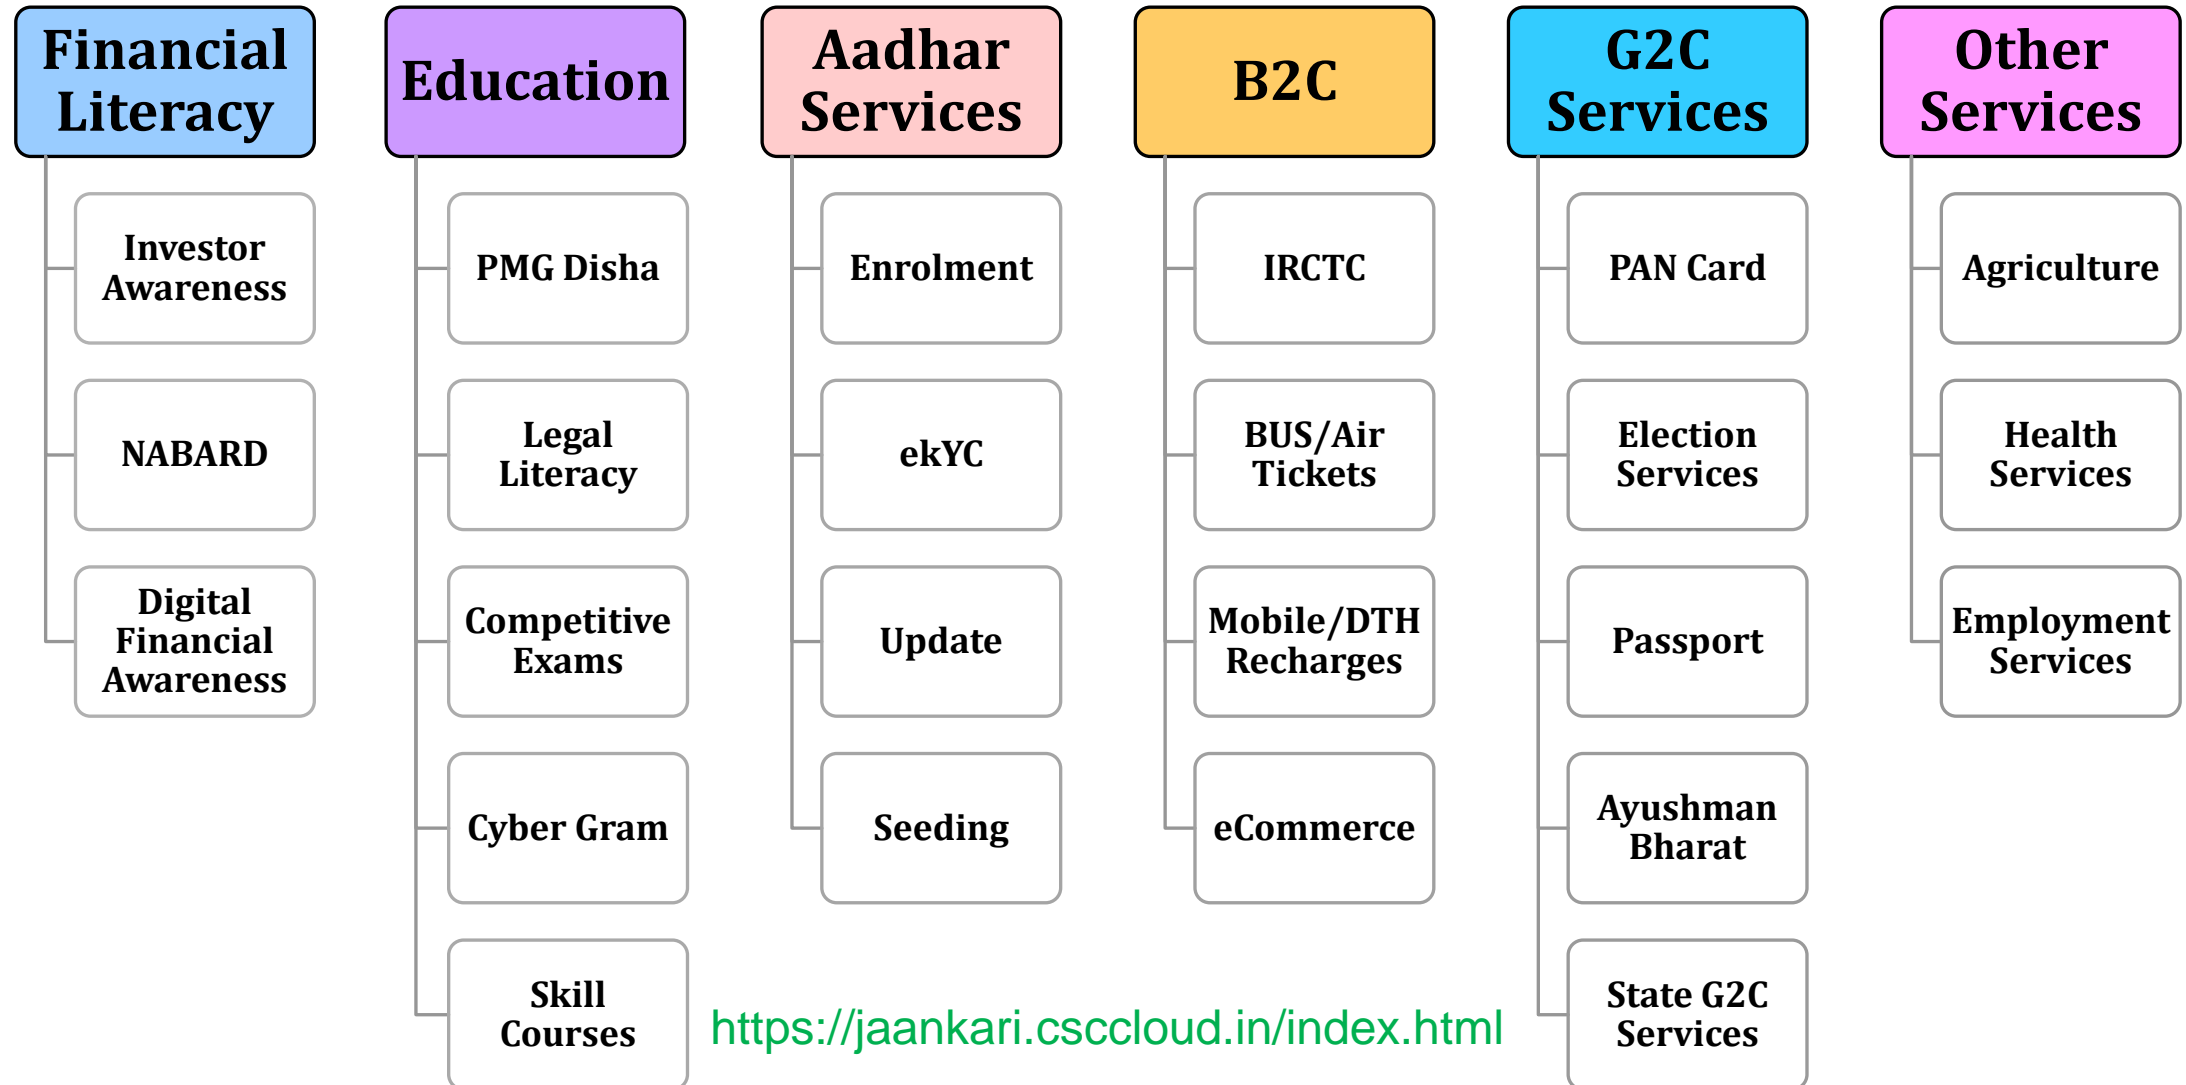 Financial
Literacy
Investor
Awareness
NABARD
Digital
Financial
Awareness
Education
PMG Disha
Legal
Literacy
Competitive
Exams
Cyber Gram
Skill
Courses
Aadhar
Services
Enrolment
ekYC
Update
Seeding
B2C
IRCTC
BUS/Air
Tickets
Mobile/DTH
Recharges
eCommerce
G2C
Services
PAN Card
Election
Services
Passport
Ayushman
Bharat
State G2C
Services
Other
Services
Agriculture
Health
Services
Employment
Services
https://jaankari.csccloud.in/index.html